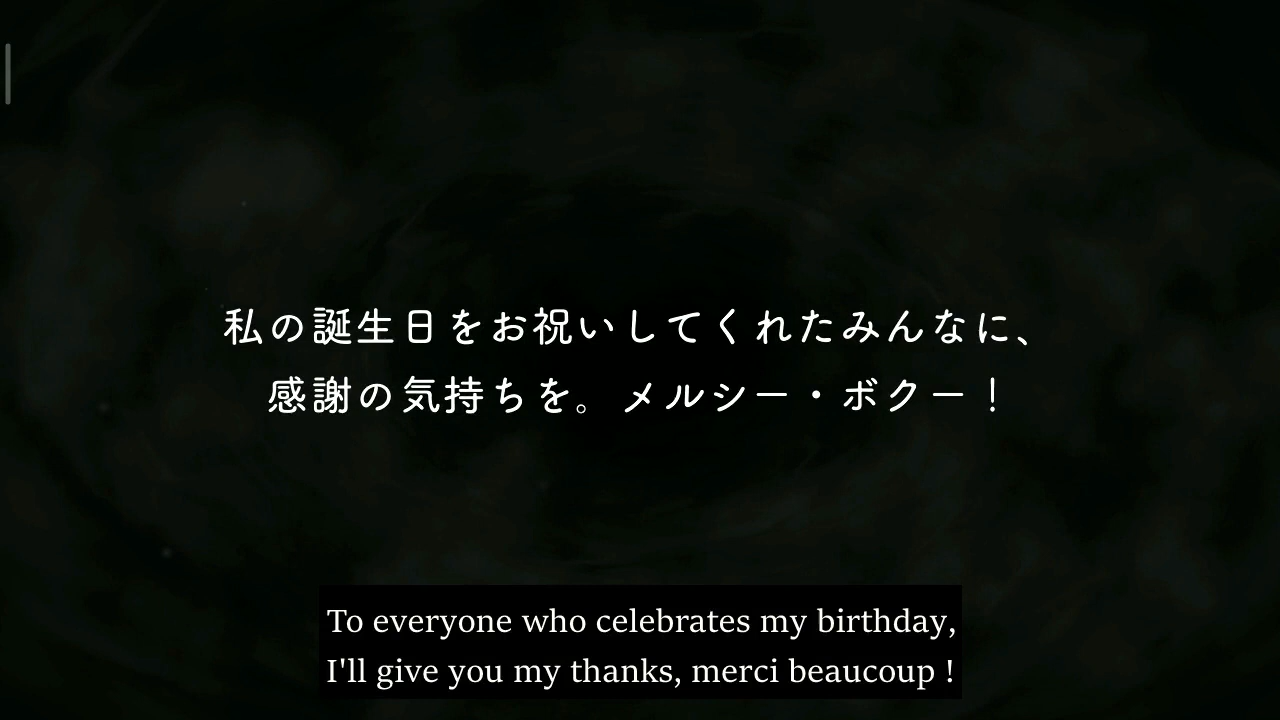 私の誕生日をお祝いしてくれたみんなに、
感謝の気持ちを。メルシー・ボクー！
To everyone who celebrates my birthday,
I'll give you my thanks, merci beaucoup !